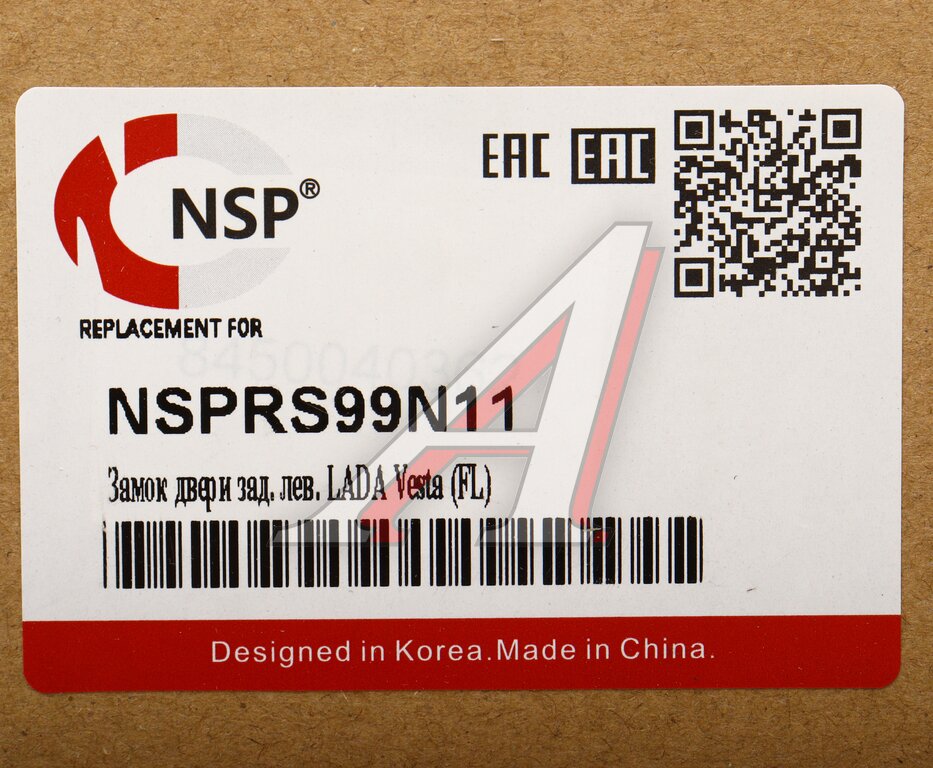 NSP®
EAC EAC
REPLACEMENT FOR
NSPRS99N11
Замок двери зад. лев. LADA Vesta (FL)
Designed in Korea.Made in China.